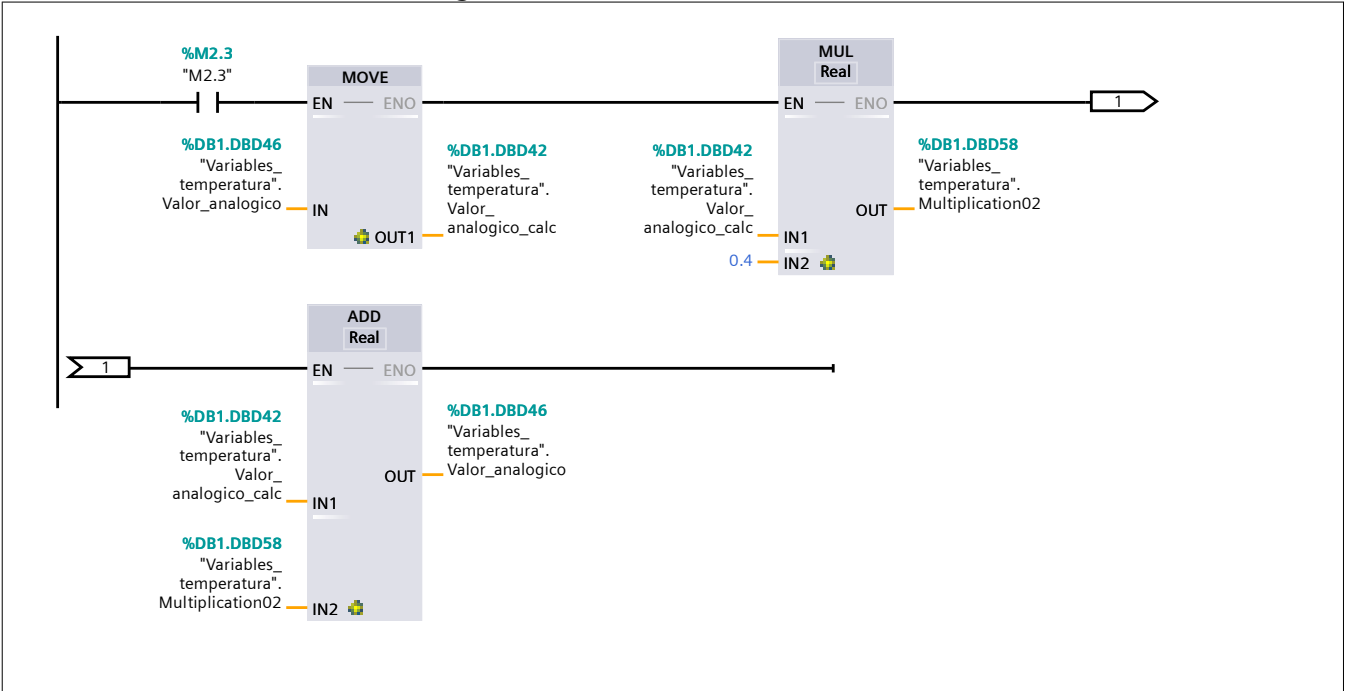 %M2.3
"M2.3"
MOVE
EN
ENO
%DB1.DBD46
"Variables_
temperatura".
Valor_analogico
IN
OUT1
%DB1.DBD42
"Variables_
temperatura".
Valor_
analogico_calc
MUL
Real
EN
ENO
%DB1.DBD42
"Variables_
temperatura".
Valor_
analogico_calc
IN1
0.4
IN2
OUT
%DB1.DBD58
"Variables_
temperatura".
Multiplication02
1
1
ADD
Real
EN
ENO
%DB1.DBD42
"Variables_
temperatura".
Valor_
analogico_calc
IN1
%DB1.DBD58
"Variables_
temperatura".
Multiplication02
IN2
OUT
%DB1.DBD46
"Variables_
temperatura".
Valor_analogico